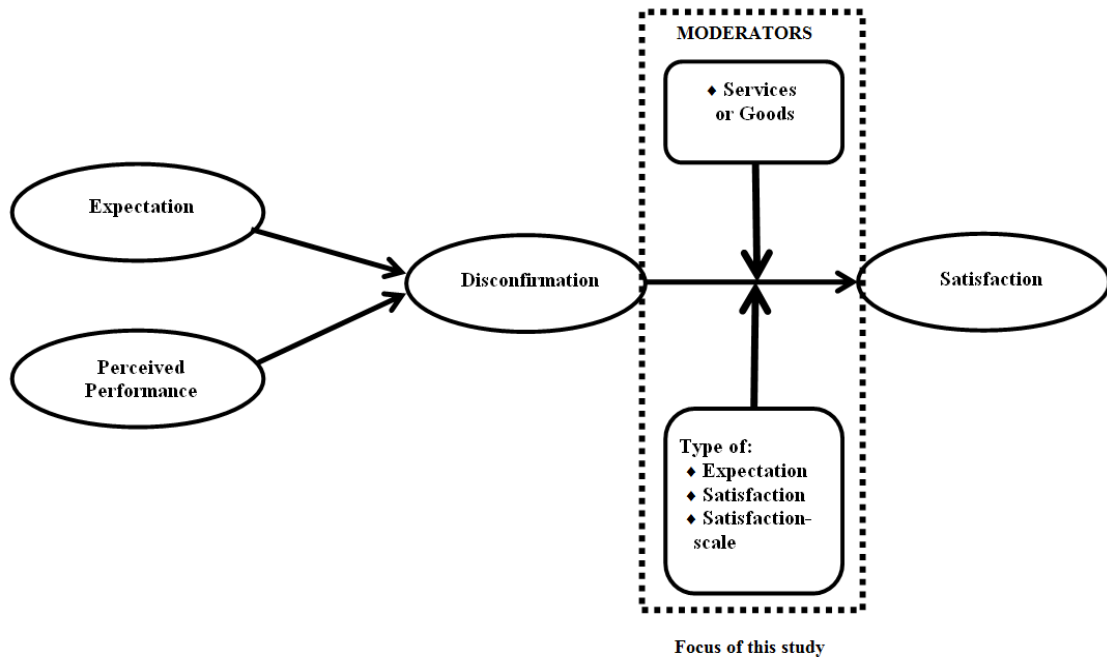 MODERATORS
♦ Services
or Goods
Expectation
Disconfirmation
Satisfaction
Perceived
Performance
Type of:
♦ Expectation
♦ Satisfaction
♦ Satisfaction-
scale
Focus of this study